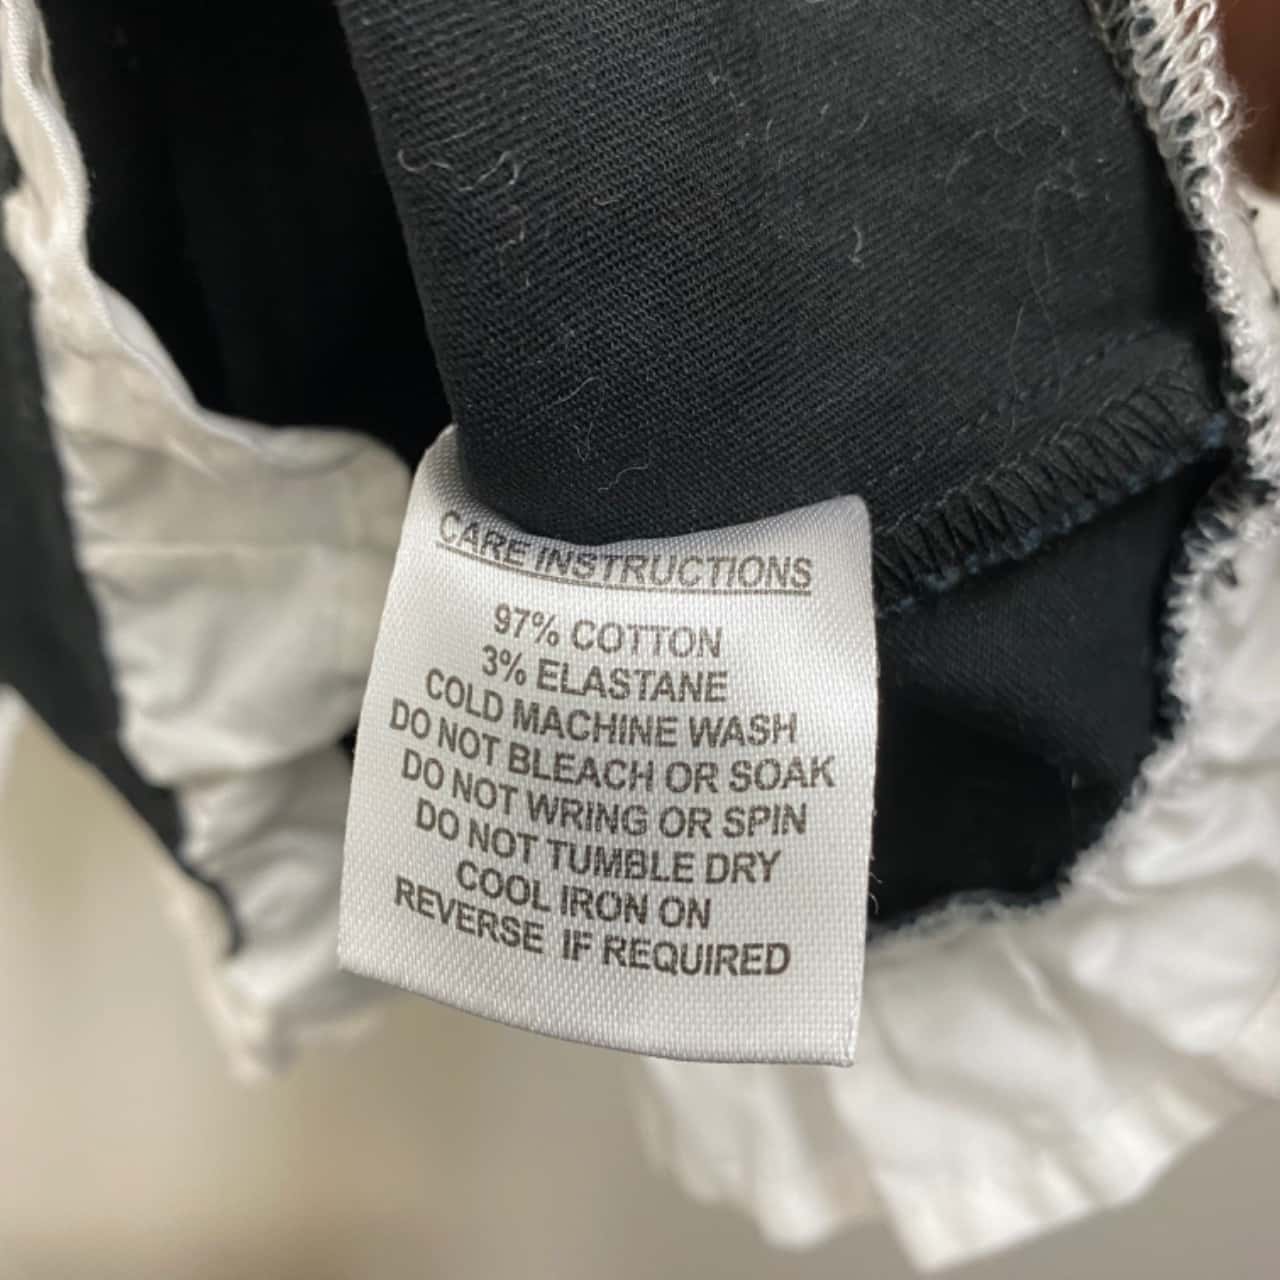 CARE INSTRUCTIONS
97% COTTON
3% ELASTANE
COLD MACHINE WASH
DO NOT BLEACH OR SOAK
DO NOT WRING OR SPIN
DO NOT TUMBLE DRY
COOL IRON ON
REVERSE IF REQUIRED